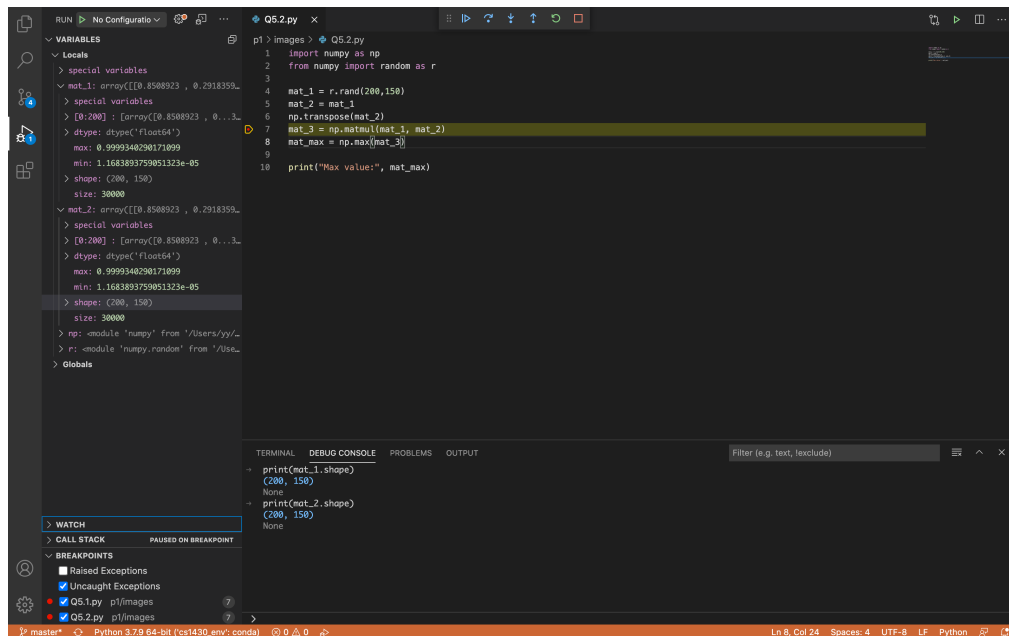 RUN No Configuratio
Q5.2.py
VARIABLES
Locals
special variables
mat_1: array([[0.8508923 , 0.2918359…
special variables
[0:200] : [array([0.8508923 , 0...3…
dtype: dtype('float64')
max: 0.9999340290171099
min: 1.1683893759051323e-05
shape: (200, 150)
size: 30000
mat_2: array([[0.8508923 , 0.2918359…
special variables
[0:200] : [array([0.8508923 , 0...3…
dtype: dtype('float64')
max: 0.9999340290171099
min: 1.1683893759051323e-05
shape: (200, 150)
size: 30000
np: <module 'numpy' from '/Users/yy/…
r: <module 'numpy.random' from '/Use…
Globals
4
1
p1 > images > Q5.2.py
1 import numpy as np
2 from numpy import random as r
3
4 mat_1 = r.rand(200,150)
5 mat_2 = mat_1
6 np.transpose(mat_2)
7 mat_3 = np.matmul(mat_1, mat_2)
8 mat_max = np.max(mat_3)
9
10 print("Max value:", mat_max)
TERMINAL DEBUG CONSOLE PROBLEMS OUTPUT
Filter (e.g. text, !exclude)
print(mat_1.shape)
(200, 150)
None
print(mat_2.shape)
(200, 150)
None
WATCH
CALL STACK PAUSED ON BREAKPOINT
BREAKPOINTS
Raised Exceptions
Uncaught Exceptions
Q5.1.py p1/images 7
Q5.2.py p1/images 7
master* Python 3.7.9 64-bit ('cs1430_env': conda) 0 0 Ln 8, Col 24 Spaces: 4 UTF-8 LF Python